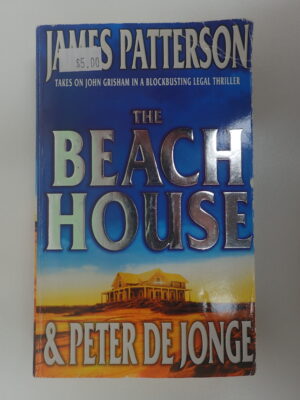 JAMES PATTERSON
$5.00
TAKES ON JOHN GRISHAM IN A BLOCKBUSTING LEGAL THRILLER
THE
BEACH
HOUSE
& PETER DE JONGE